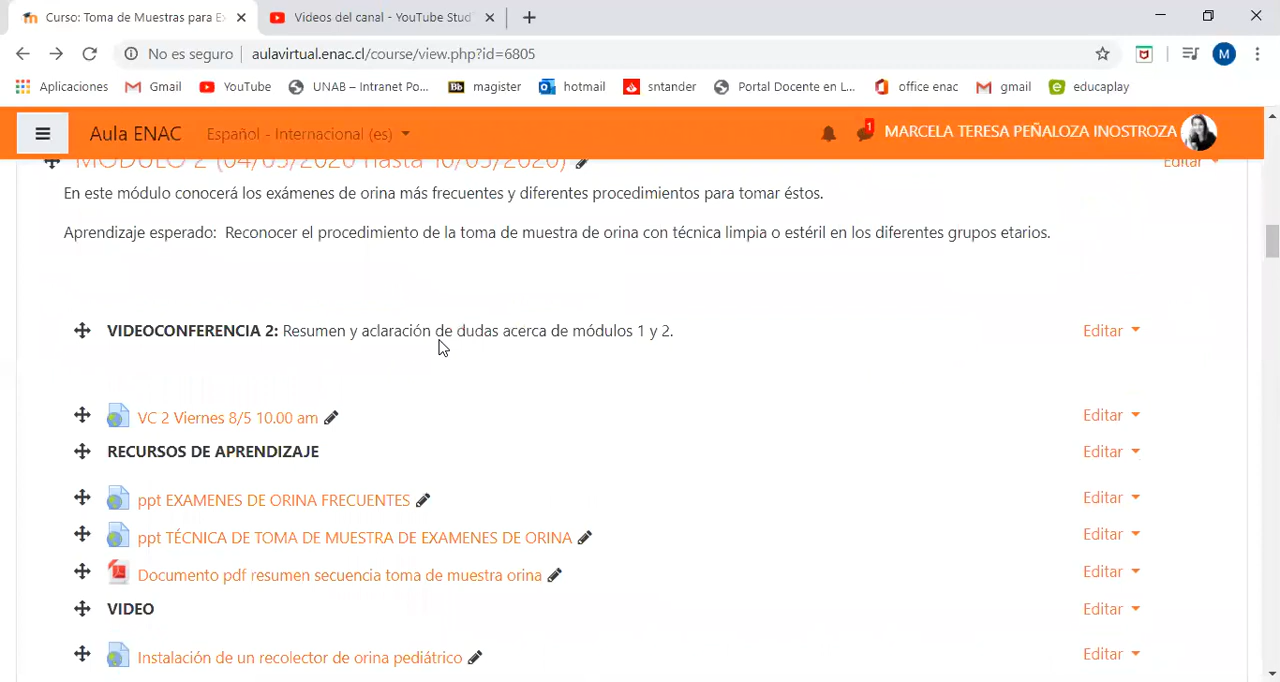 Curso: Toma de Muestras para E
Videos del canal - YouTube Stud
No es seguro
aulavirtual.enac.cl/course/view.php?id=6805
M
Aplicaciones
Gmail
YouTube
UNAB – Intranet Po...
Bb
magister
hotmail
sntander
Portal Docente en L...
office enac
gmail
educaplay
Aula ENAC
Español - Internacional (es)
1
MARCELA TERESA PEÑALOZA INOSTROZA
MÓDULO 2 (04/05/2020 hasta 10/05/2020)
Editar
En este módulo conocerá los exámenes de orina más frecuentes y diferentes procedimientos para tomar éstos.
Aprendizaje esperado: Reconocer el procedimiento de la toma de muestra de orina con técnica limpia o estéril en los diferentes grupos etarios.
VIDEOCONFERENCIA 2: Resumen y aclaración de dudas acerca de módulos 1 y 2.
Editar
VC 2 Viernes 8/5 10.00 am
Editar
RECURSOS DE APRENDIZAJE
Editar
ppt EXAMENES DE ORINA FRECUENTES
Editar
ppt TÉCNICA DE TOMA DE MUESTRA DE EXAMENES DE ORINA
Editar
Documento pdf resumen secuencia toma de muestra orina
Editar
VIDEO
Editar
Instalación de un recolector de orina pediátrico
Editar